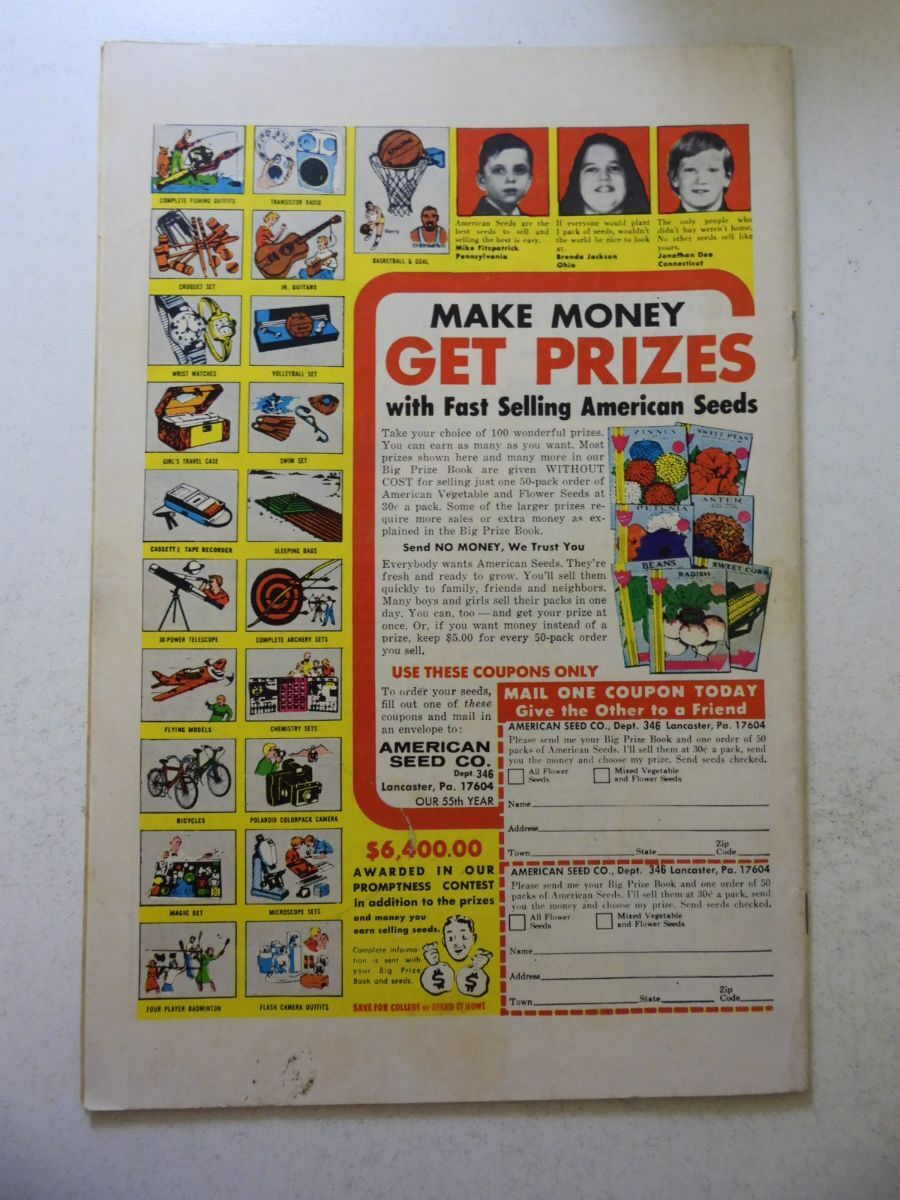 COMPLETE FISHING OUTFITS
TRANSISTOR RADIO
CROQUET SET
JR. GUITARS
WRIST WATCHES
VOLLEYBALL SET
GIRL'S TRAVEL CASE
SWIM SET
CASSETTE TAPE RECORDER
SLEEPING BAGS
30-POWER TELESCOPE
COMPLETE ARCHERY SETS
FLYING MODELS
CHEMISTRY SETS
BICYCLES
POLAROID COLORPACK CAMERA
MAGIC SET
MICROSCOPE SETS
FOUR PLAYER BADMINTON
FLASH CAMERA OUTFITS
SPALDING
Barry
BASKETBALL & GOAL
American Seeds are the
best seeds to sell and
selling the best is easy.
Mike Fitzpatrick
Pennsylvania
If everyone would plant
1 pack of seeds, wouldn't
the world be nice to look
at.
Brenda Jackson
Ohio
The only people who
didn't buy weren't home.
No other seeds sell like
yours.
Jonathan Dea
Connecticut
MAKE MONEY
GET PRIZES
with Fast Selling American Seeds
Take your choice of 100 wonderful prizes.
You can earn as many as you want. Most
prizes shown here and many more in our
Big Prize Book are given WITHOUT
COST for selling just one 50-pack order of
American Vegetable and Flower Seeds at
30c a pack. Some of the larger prizes re-
quire more sales or extra money as ex-
plained in the Big Prize Book.
Send NO MONEY, We Trust You
Everybody wants American Seeds. They're
fresh and ready to grow. You'll sell them
quickly to family, friends and neighbors.
Many boys and girls sell their packs in one
day. You can, too — and get your prize at
once. Or, if you want money instead of a
prize, keep $5.00 for every 50-pack order
you sell.
ZINNIA
SWEET PEAS
PETUNIA
ASTER
BEANS
RADISH
SWEET CORN
USE THESE COUPONS ONLY
To order your seeds,
fill out one of these
coupons and mail in
an envelope to:
AMERICAN
SEED CO.
Dept. 346
Lancaster, Pa. 17604
OUR 55th YEAR
$6,400.00
AWARDED IN OUR
PROMPTNESS CONTEST
In addition to the prizes
and money you
earn selling seeds.
Complete informa-
tion is sent with
your Big Prize
Book and seeds.
$ $
SAVE FOR COLLEGE or SPEND IT NOW!
MAIL ONE COUPON TODAY
Give the Other to a Friend
AMERICAN SEED CO., Dept. 346 Lancaster, Pa. 17604
Please send me your Big Prize Book and one order of 50
packs of American Seeds. I'll sell them at 30c a pack, send
you the money and choose my prize. Send seeds checked.
All Flower
Seeds
Mixed Vegetable
and Flower Seeds
Name
Address
Town State Zip Code
AMERICAN SEED CO., Dept. 346 Lancaster, Pa. 17604
Please send me your Big Prize Book and one order of 50
packs of American Seeds. I'll sell them at 30c a pack, send
you the money and choose my prize. Send seeds checked.
All Flower
Seeds
Mixed Vegetable
and Flower Seeds
Name
Address
Town State Zip Code